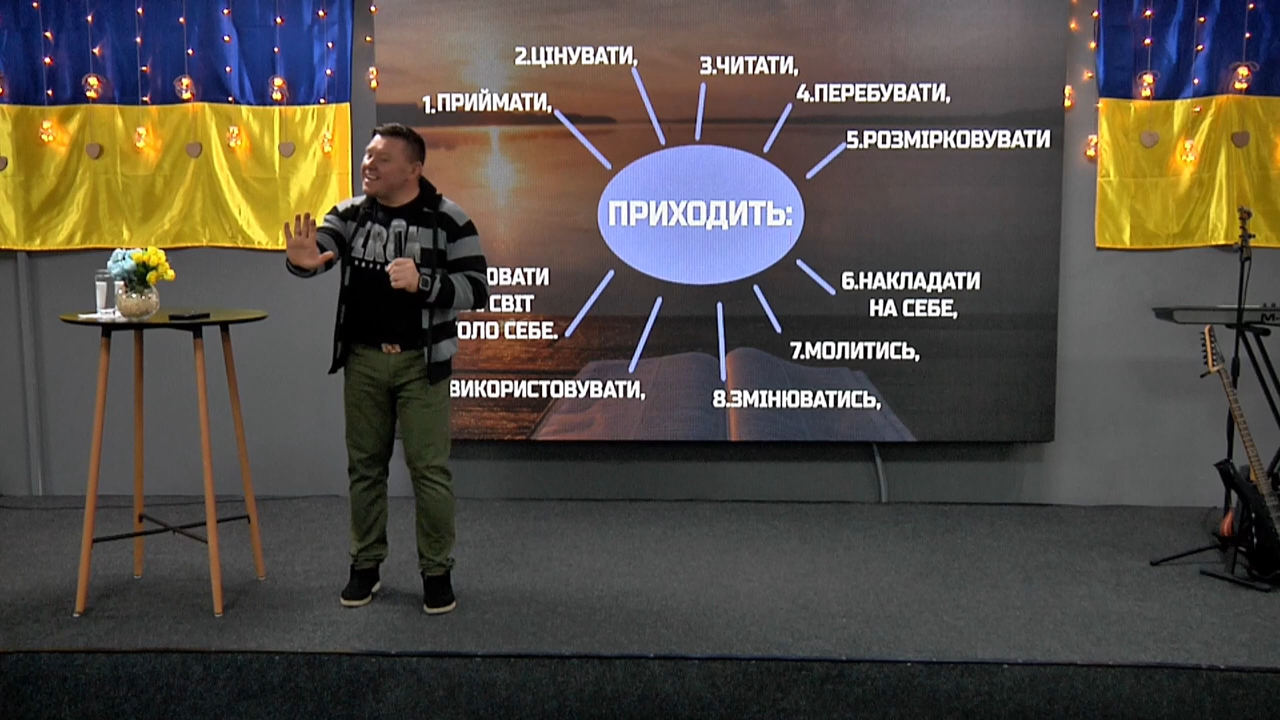 1.ПРИЙМАТИ,
2.ЦІНУВАТИ,
3.ЧИТАТИ,
4.ПЕРЕБУВАТИ,
5.РОЗМІРКОВУВАТИ
ПРИХОДИТЬ:
6.НАКЛАДАТИ
НА СЕБЕ,
7.МОЛИТИСЬ,
8.ЗМІНЮВАТИСЬ,
ВИКОРИСТОВУВАТИ,
СВІТ
СЕБЕ.